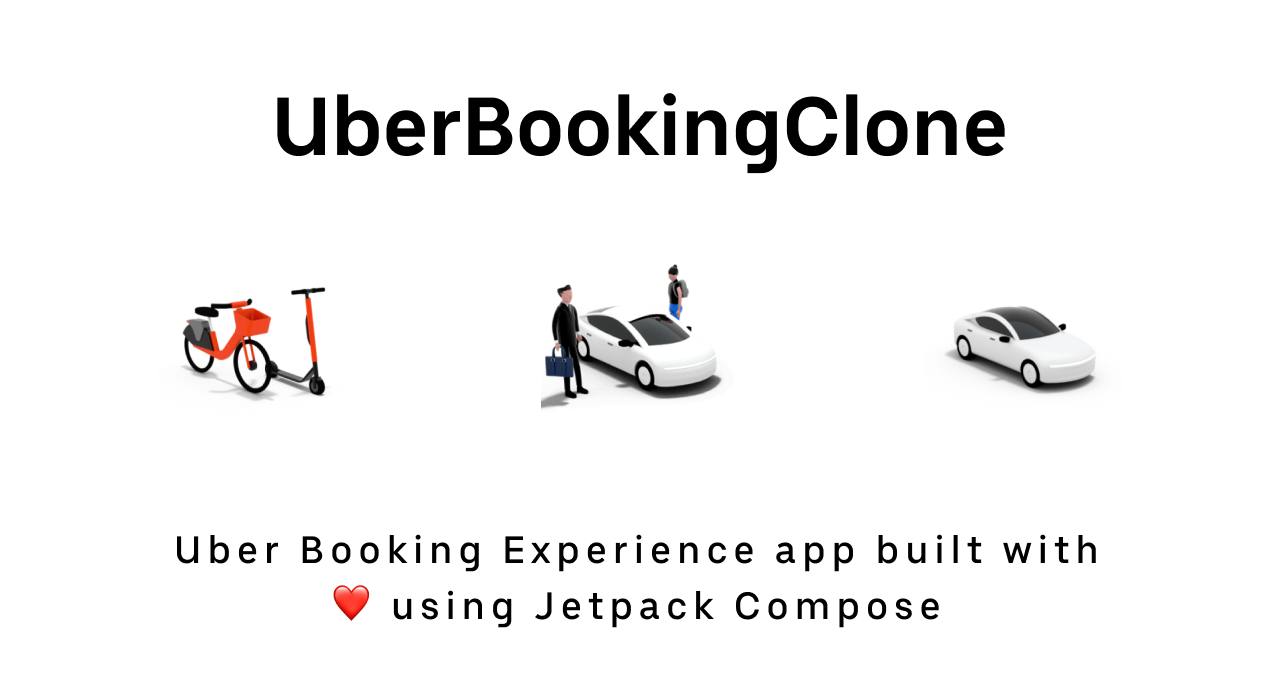 UberBookingClone
Uber Booking Experience app built with
❤️ using Jetpack Compose